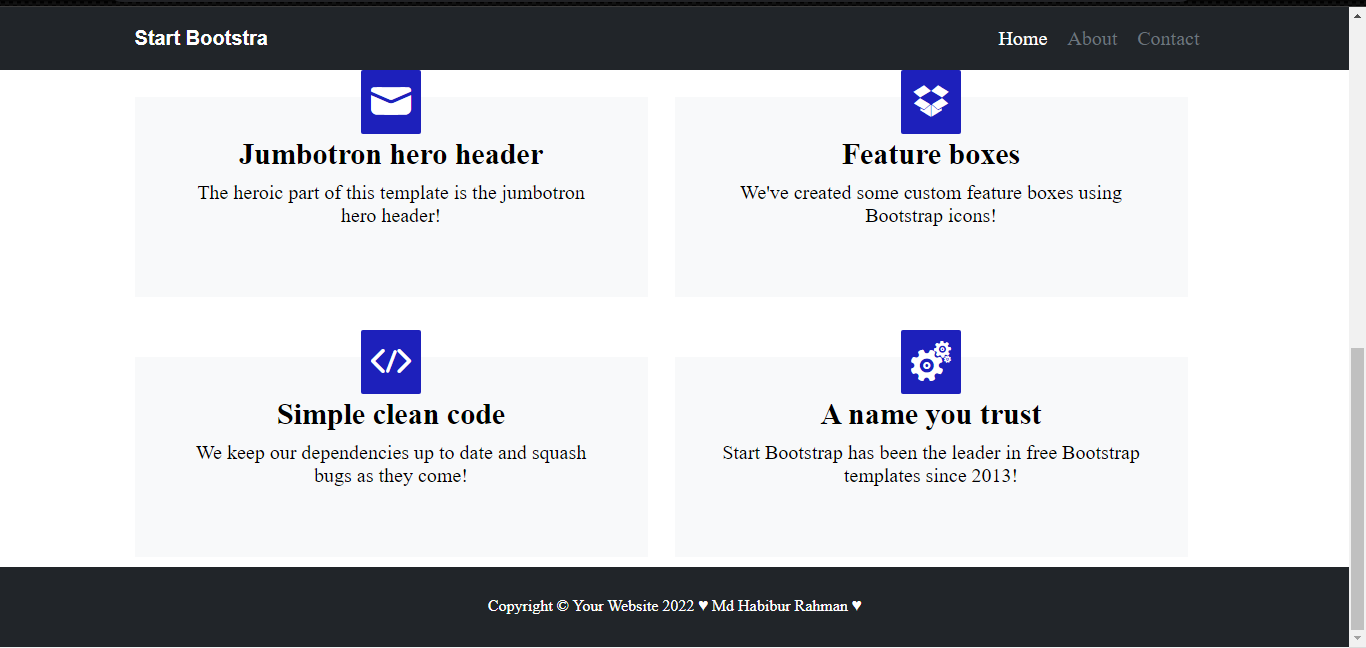 Start Bootstra
Home About Contact
Jumbotron hero header
The heroic part of this template is the jumbotron
hero header!
Feature boxes
We've created some custom feature boxes using
Bootstrap icons!
Simple clean code
We keep our dependencies up to date and squash
bugs as they come!
A name you trust
Start Bootstrap has been the leader in free Bootstrap
templates since 2013!
Copyright © Your Website 2022 ♥ Md Habibur Rahman ♥